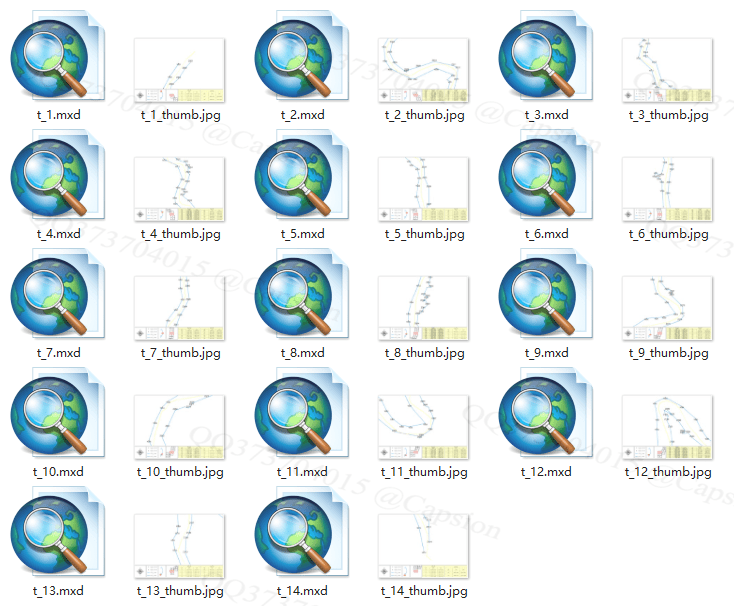 t_1.mxd t_1_thumb.jpg t_2.mxd t_2_thumb.jpg t_3.mxd t_3_thumb.jpg
t_4.mxd t_4_thumb.jpg t_5.mxd t_5_thumb.jpg t_6.mxd t_6_thumb.jpg
t_7.mxd t_7_thumb.jpg t_8.mxd t_8_thumb.jpg t_9.mxd t_9_thumb.jpg
t_10.mxd t_10_thumb.jpg t_11.mxd t_11_thumb.jpg t_12.mxd t_12_thumb.jpg
t_13.mxd t_13_thumb.jpg t_14.mxd t_14_thumb.jpg
QQ373704015 @Capsion